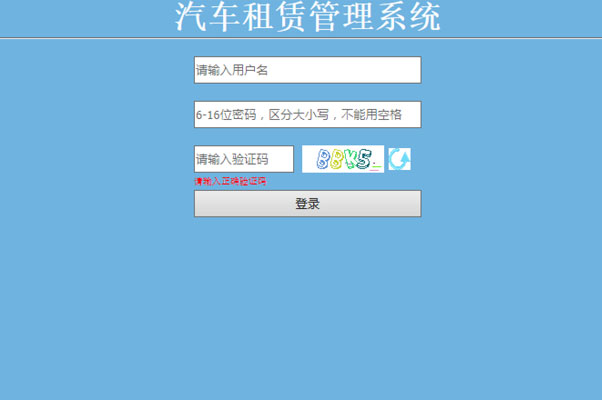 汽车租赁管理系统
请输入用户名
6-16位密码，区分大小写，不能用空格
请输入验证码 BBK5
请输入正确验证码
登录